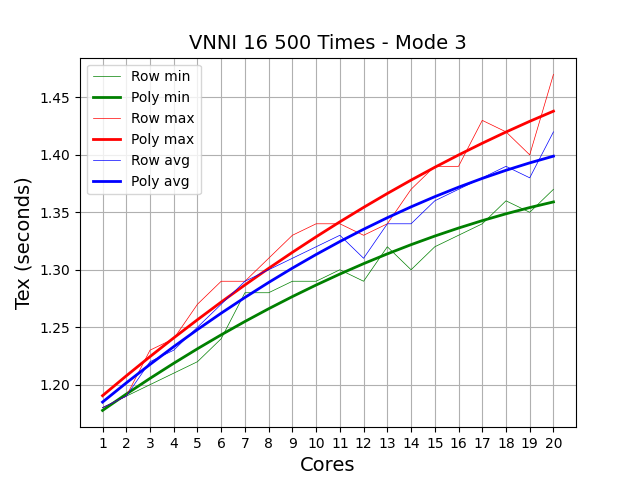 VNNI 16 500 Times - Mode 3
Row min
Poly min
Row max
Poly max
Row avg
Poly avg
Tex (seconds)
1.45
1.40
1.35
1.30
1.25
1.20
1 2 3 4 5 6 7 8 9 10 11 12 13 14 15 16 17 18 19 20
Cores